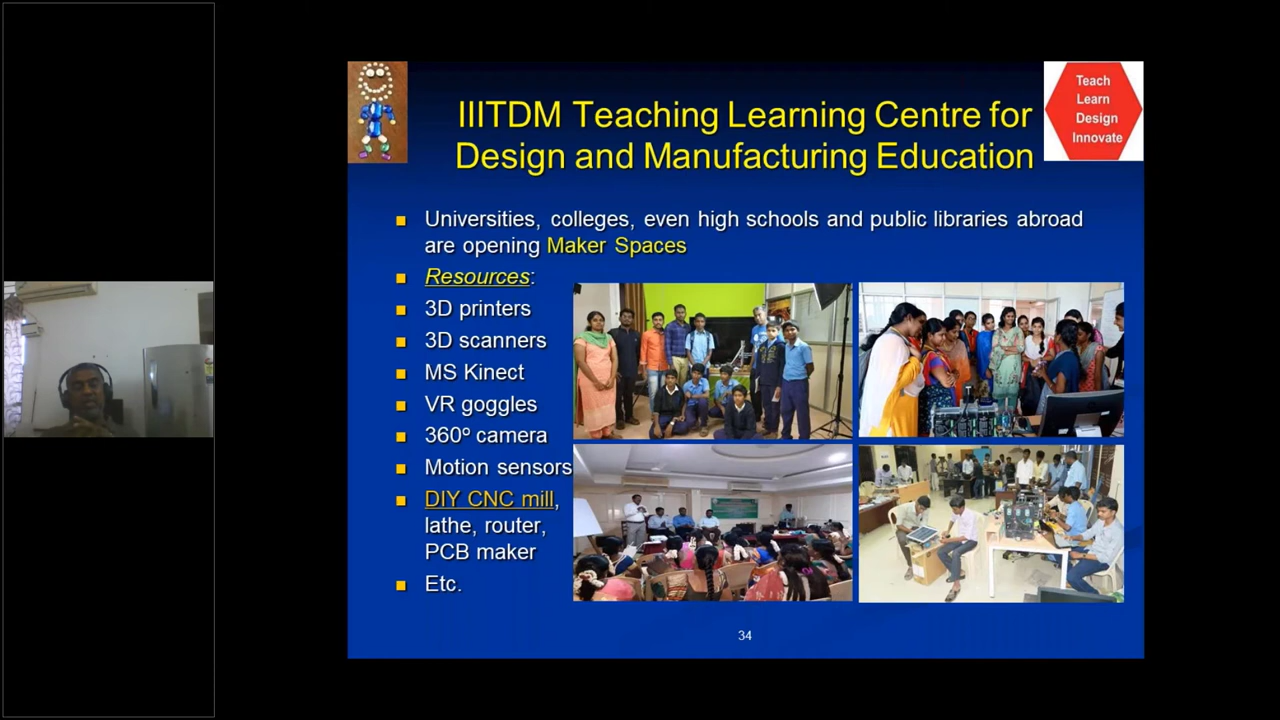 Teach
Learn
Design
Innovate
IIITDM Teaching Learning Centre for
Design and Manufacturing Education
Universities, colleges, even high schools and public libraries abroad
are opening Maker Spaces
Resources:
3D printers
3D scanners
MS Kinect
VR goggles
360º camera
Motion sensors
DIY CNC mill,
lathe, router,
PCB maker
Etc.
34